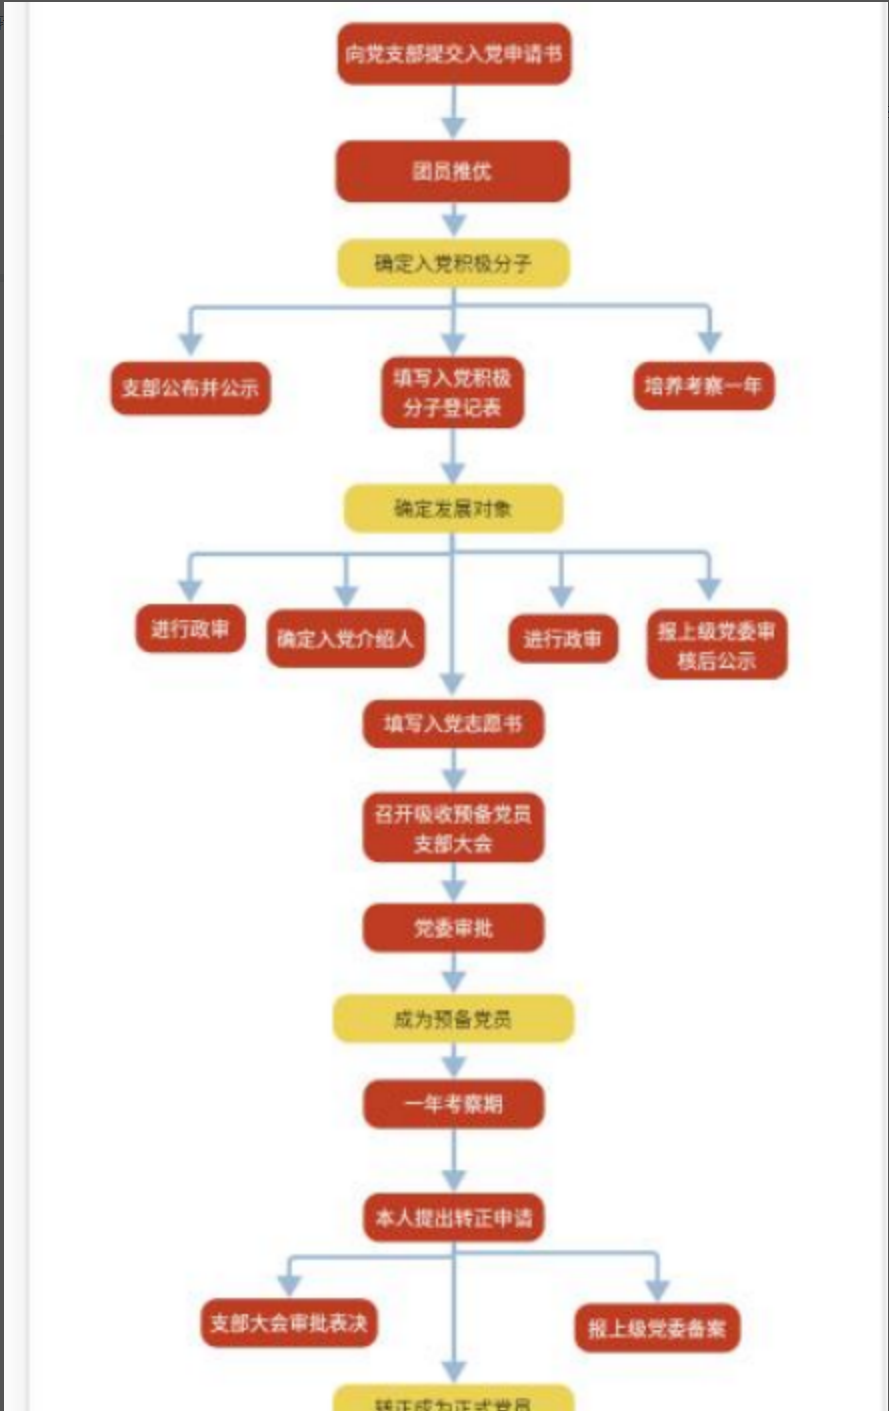 向党支部提交入党申请书
团员推优
确定入党积极分子
支部公布并公示
填写入党积极
分子登记表
培养考察一年
确定发展对象
进行政审
确定入党介绍人
进行政审
报上级党委审
核后公示
填写入党志愿书
召开吸收预备党员
支部大会
党委审批
成为预备党员
一年考察期
本人提出转正申请
支部大会审批表决
报上级党委备案
转正成为正式党员